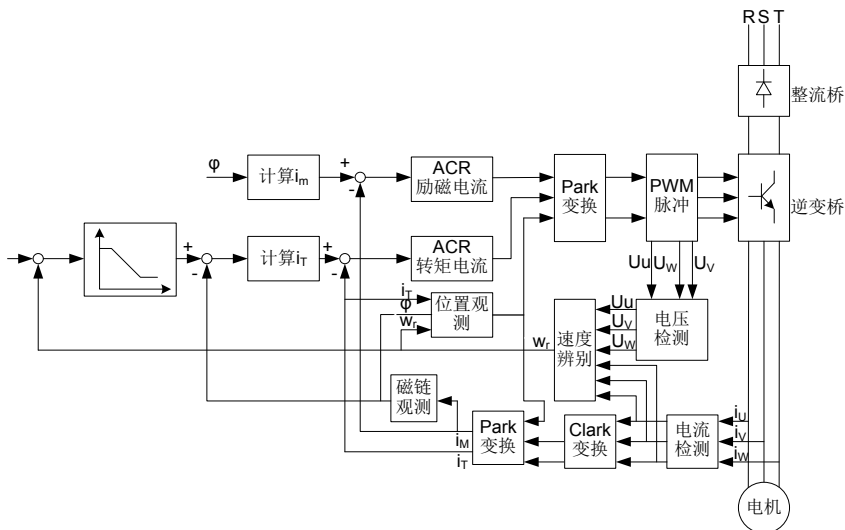 R S T
整流桥
φ
计算im
+
-
ACR
励磁电流
Park
变换
PWM
脉冲
逆变桥
+
-
计算iT
+
-
ACR
转矩电流
Uu
Uw
Uv
iT
φ
wr
位置观
测
Uu
Uv
Uw
电压
检测
wr
速度
辨别
磁链
观测
iM
iT
Park
变换
Clark
变换
电流
检测
iU
iV
iW
电机